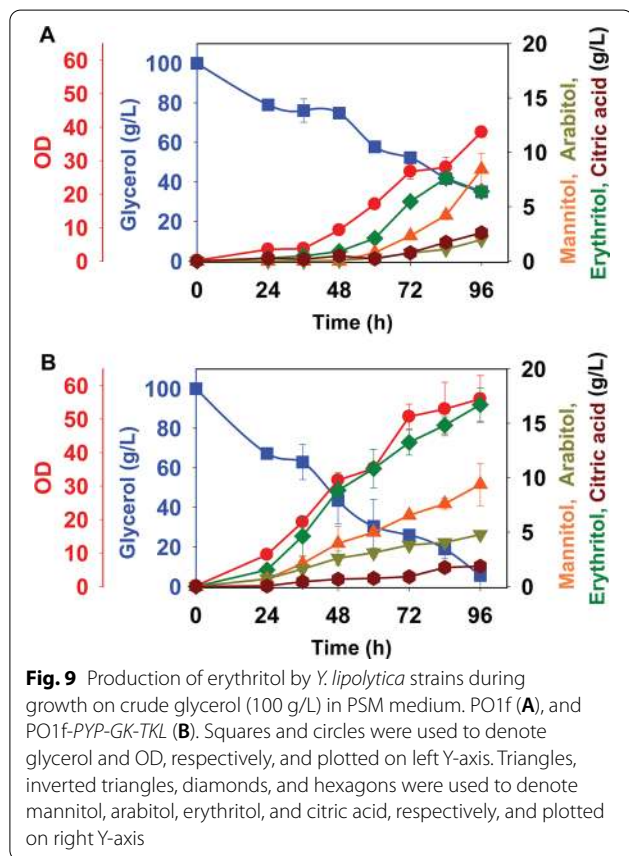 A
60
50
40
30
20
10
0
OD
100
80
60
40
20
0
Glycerol (g/L)
20
15
10
5
0
Mannitol, Arabitol,
Erythritol, Citric acid (g/L)
0 24 48 72 96
Time (h)
B
60
50
40
30
20
10
0
OD
100
80
60
40
20
0
Glycerol (g/L)
20
15
10
5
0
Mannitol, Arabitol,
Erythritol, Citric acid (g/L)
0 24 48 72 96
Time (h)
Fig. 9 Production of erythritol by Y. lipolytica strains during
growth on crude glycerol (100 g/L) in PSM medium. PO1f (A), and
PO1f-PYP-GK-TKL (B). Squares and circles were used to denote
glycerol and OD, respectively, and plotted on left Y-axis. Triangles,
inverted triangles, diamonds, and hexagons were used to denote
mannitol, arabitol, erythritol, and citric acid, respectively, and plotted
on right Y-axis